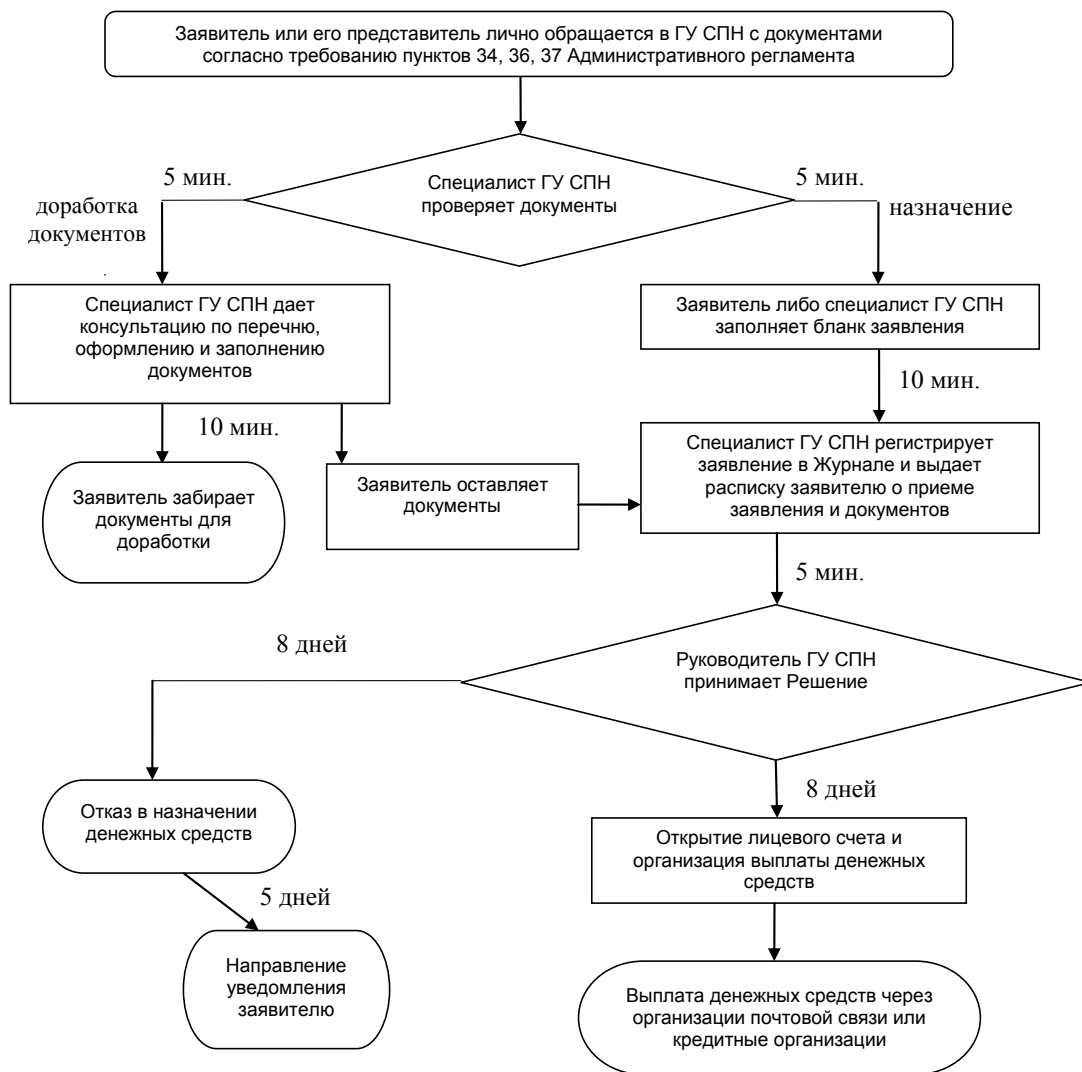 Заявитель или его представитель лично обращается в ГУ СПН с документами
согласно требованию пунктов 34, 36, 37 Административного регламента
5 мин.
Специалист ГУ СПН
проверяет документы
5 мин.
доработка
документов
назначение
Специалист ГУ СПН дает
консультацию по перечню,
оформлению и заполнению
документов
Заявитель либо специалист ГУ СПН
заполняет бланк заявления
10 мин.
10 мин.
Заявитель забирает
документы для
доработки
Заявитель оставляет
документы
Специалист ГУ СПН регистрирует
заявление в Журнале и выдает
расписку заявителю о приеме
заявления и документов
5 мин.
8 дней
Руководитель ГУ СПН
принимает Решение
Отказ в назначении
денежных средств
8 дней
Открытие лицевого счета и
организация выплаты денежных
средств
5 дней
Направление
уведомления
заявителю
Выплата денежных средств через
организации почтовой связи или
кредитные организации